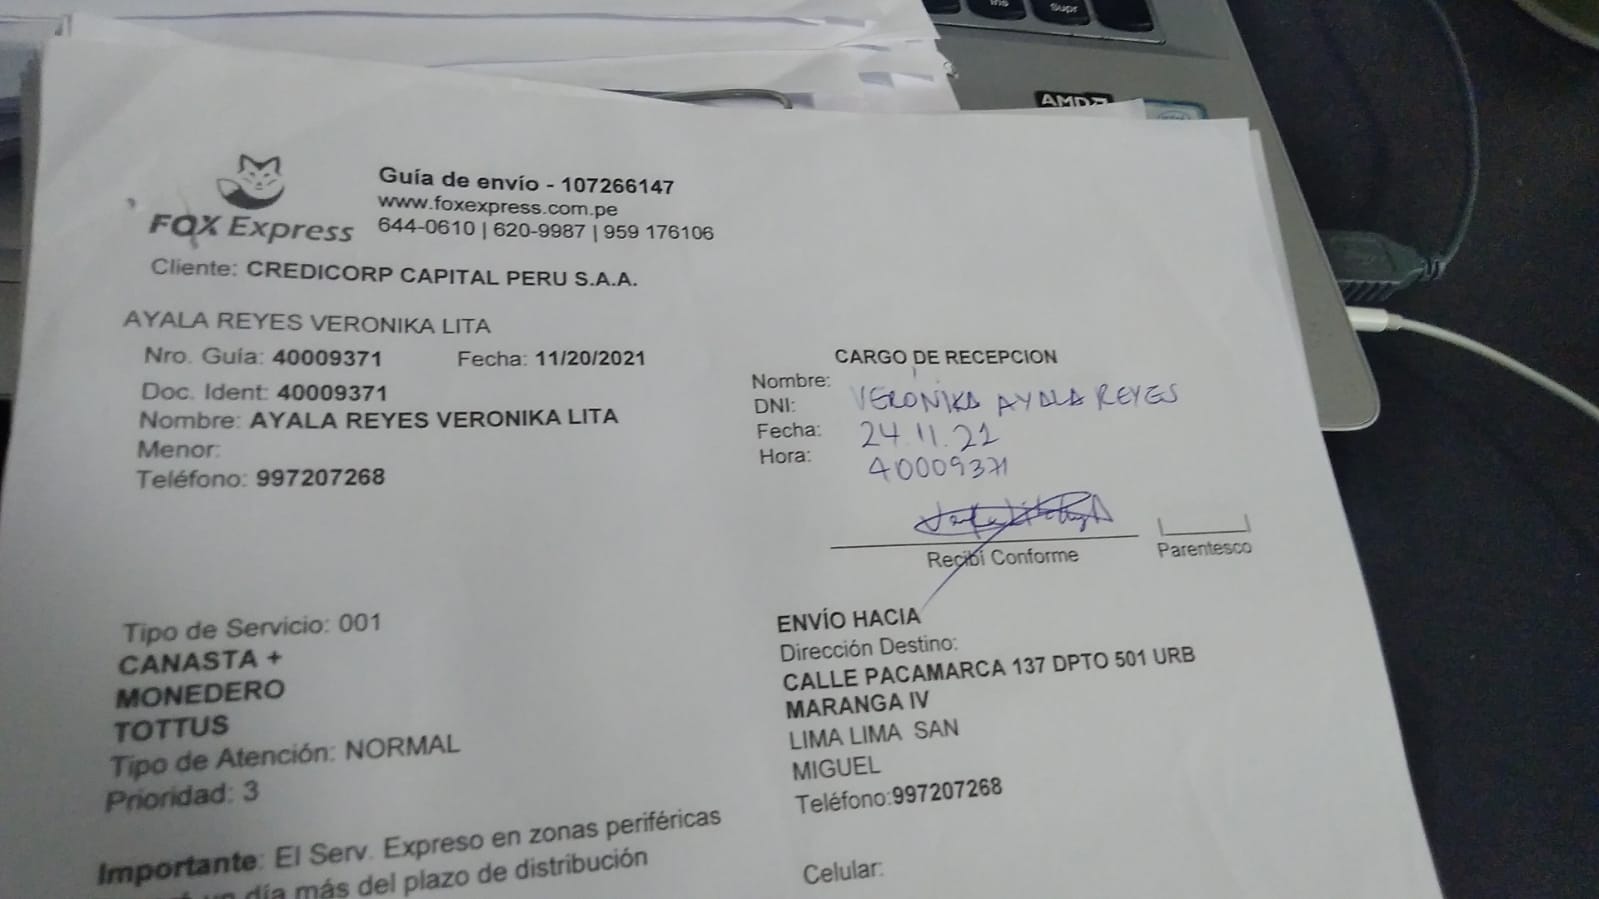 Ins
Supr
AMD
FOX Express
Guía de envío - 107266147
www.foxexpress.com.pe
644-0610 | 620-9987 | 959 176106
Cliente: CREDICORP CAPITAL PERU S.A.A.
AYALA REYES VERONIKA LITA
Nro. Guía: 40009371 Fecha: 11/20/2021
Doc. Ident: 40009371
Nombre: AYALA REYES VERONIKA LITA
Menor:
Teléfono: 997207268
CARGO DE RECEPCION
Nombre:
DNI: VERONIKA AYALA REYES
Fecha: 24.11.21
Hora: 40009371
Recibí Conforme
Parentesco
Tipo de Servicio: 001
CANASTA +
MONEDERO
TOTTUS
Tipo de Atención: NORMAL
Prioridad: 3
Importante: El Serv. Expreso en zonas periféricas
un día más del plazo de distribución
ENVÍO HACIA
Dirección Destino:
CALLE PACAMARCA 137 DPTO 501 URB
MARANGA IV
LIMA LIMA SAN
MIGUEL
Teléfono:997207268
Celular: